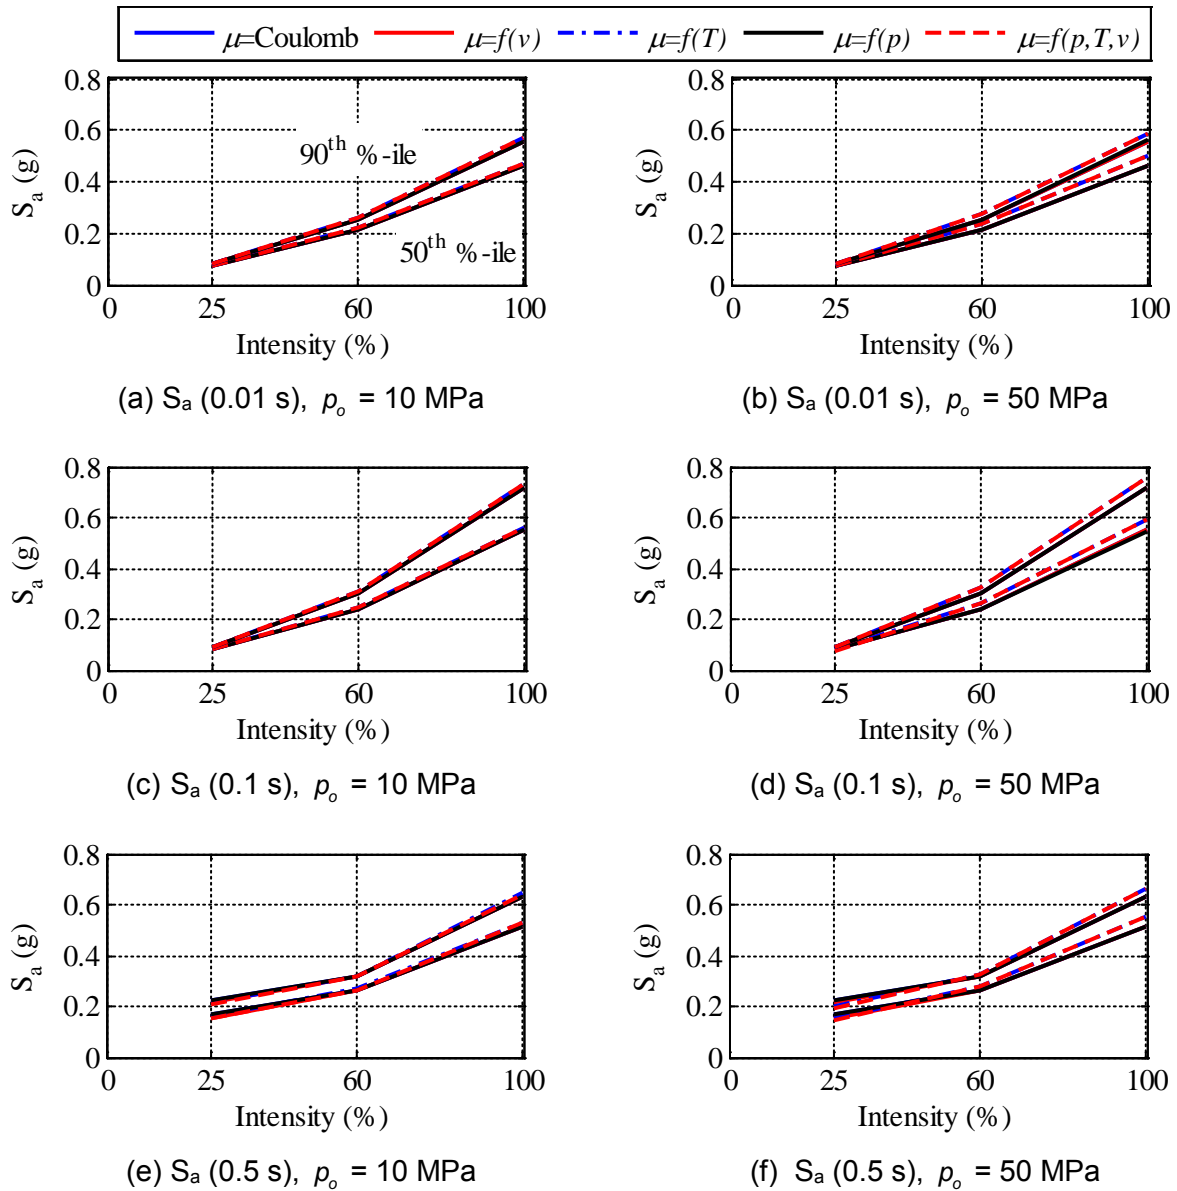 μ=Coulomb μ=f(v) μ=f(T) μ=f(p) μ=f(p,T,v)
0.8
0.6
0.4
0.2
0
S_a (g)
90^th %-ile
50^th %-ile
0 25 60 100
Intensity (%)
(a) S_a (0.01 s), p_o = 10 MPa
0.8
0.6
0.4
0.2
0
S_a (g)
0 25 60 100
Intensity (%)
(b) S_a (0.01 s), p_o = 50 MPa
0.8
0.6
0.4
0.2
0
S_a (g)
0 25 60 100
Intensity (%)
(c) S_a (0.1 s), p_o = 10 MPa
0.8
0.6
0.4
0.2
0
S_a (g)
0 25 60 100
Intensity (%)
(d) S_a (0.1 s), p_o = 50 MPa
0.8
0.6
0.4
0.2
0
S_a (g)
0 25 60 100
Intensity (%)
(e) S_a (0.5 s), p_o = 10 MPa
0.8
0.6
0.4
0.2
0
S_a (g)
0 25 60 100
Intensity (%)
(f) S_a (0.5 s), p_o = 50 MPa